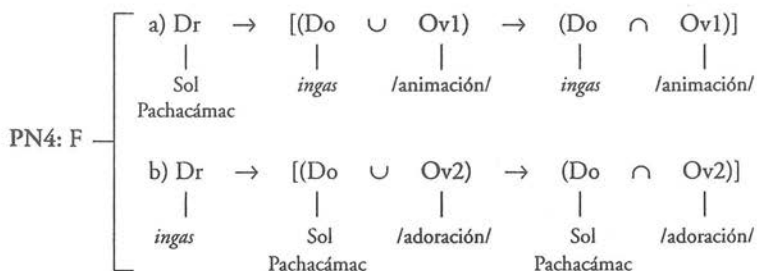 a) Dr → [(Do ∪ Ov1) → (Do ∩ Ov1)]
Sol ingas /animación/ ingas /animación/
Pachacámac
PN4: F
b) Dr → [(Do ∪ Ov2) → (Do ∩ Ov2)]
ingas Sol /adoración/ Sol /adoración/
Pachacámac Pachacámac